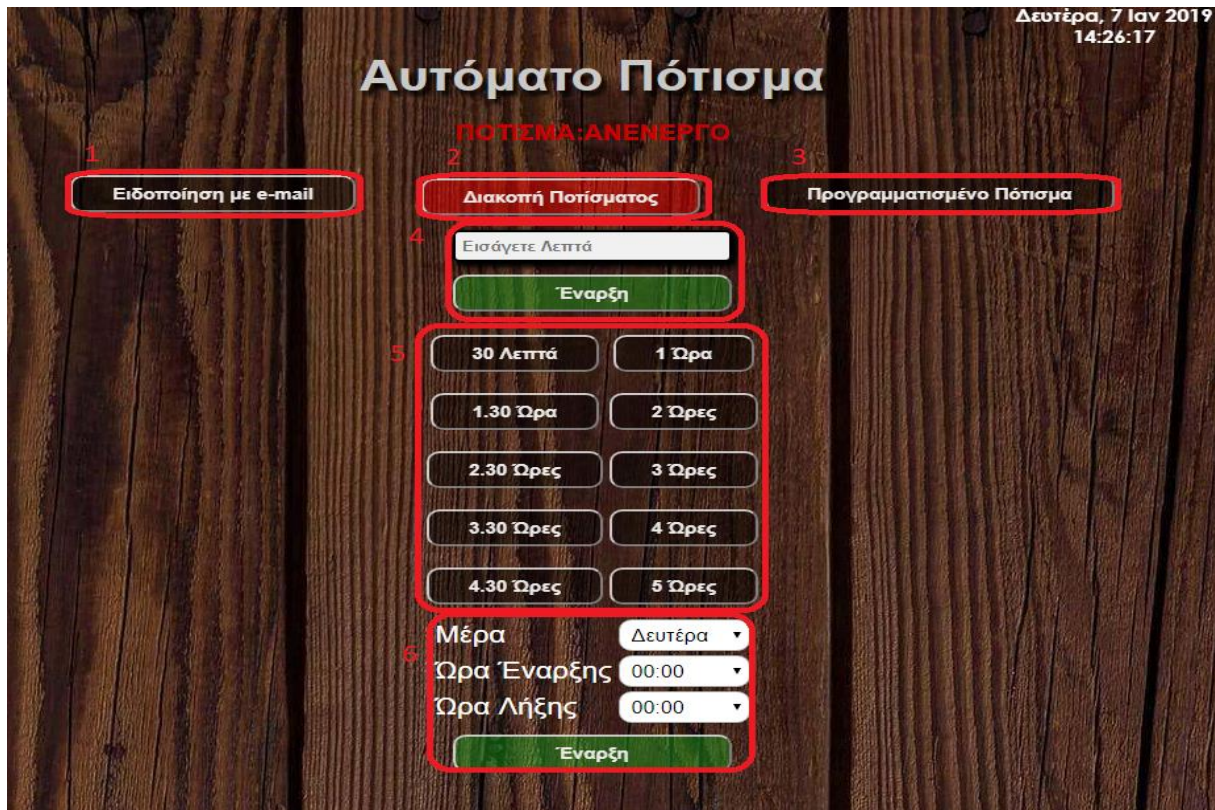 Δευτέρα, 7 Ιαν 2019
14:26:17
Αυτόματο Πότισμα
ΠΟΤΙΣΜΑ:ΑΝΕΝΕΡΓΟ
1 2 3
Ειδοποίηση με e-mail Διακοπή Ποτίσματος Προγραμματισμένο Πότισμα
4 Εισάγετε Λεπτά
Έναρξη
5 30 Λεπτά 1 Ώρα
1.30 Ώρα 2 Ώρες
2.30 Ώρες 3 Ώρες
3.30 Ώρες 4 Ώρες
4.30 Ώρες 5 Ώρες
Μέρα Δευτέρα
6 Ώρα Έναρξης 00:00
Ώρα Λήξης 00:00
Έναρξη